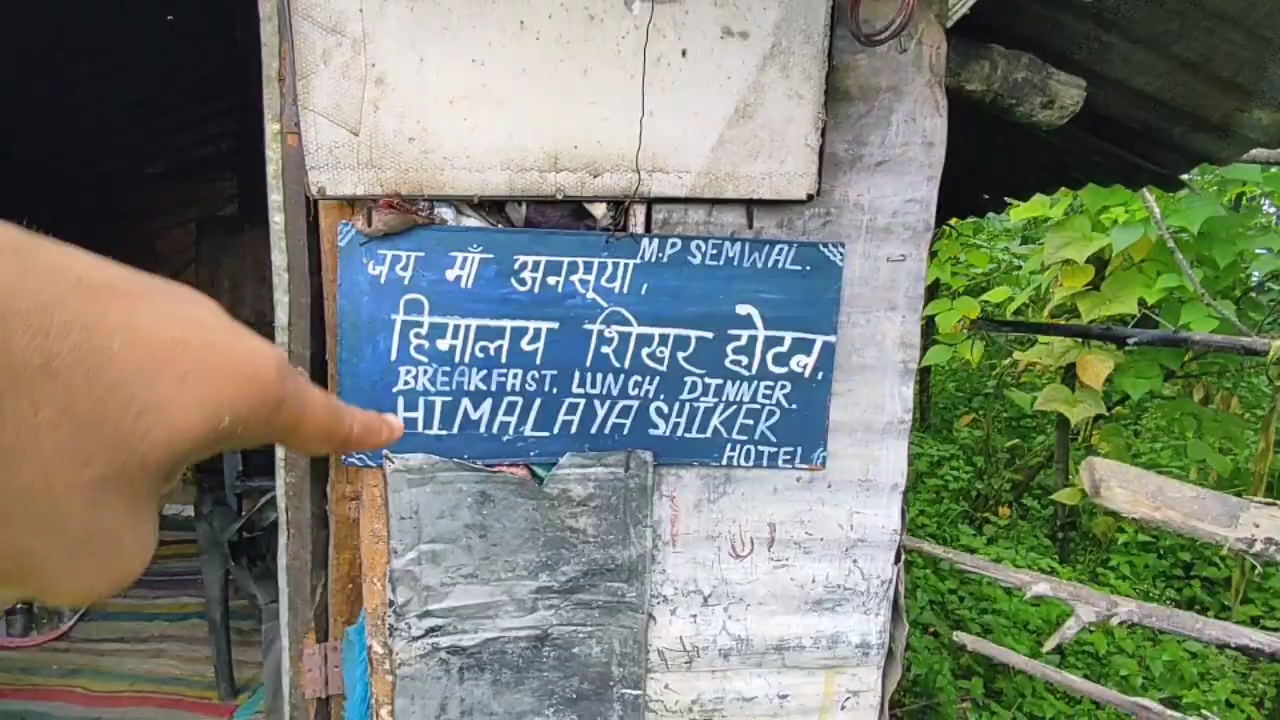 M.P SEMWAL.
जय माँ अनसूया,
हिमालय शिखर होटल,
BREAKFAST. LUNCH. DINNER.
HIMALAYA SHIKER
HOTEL